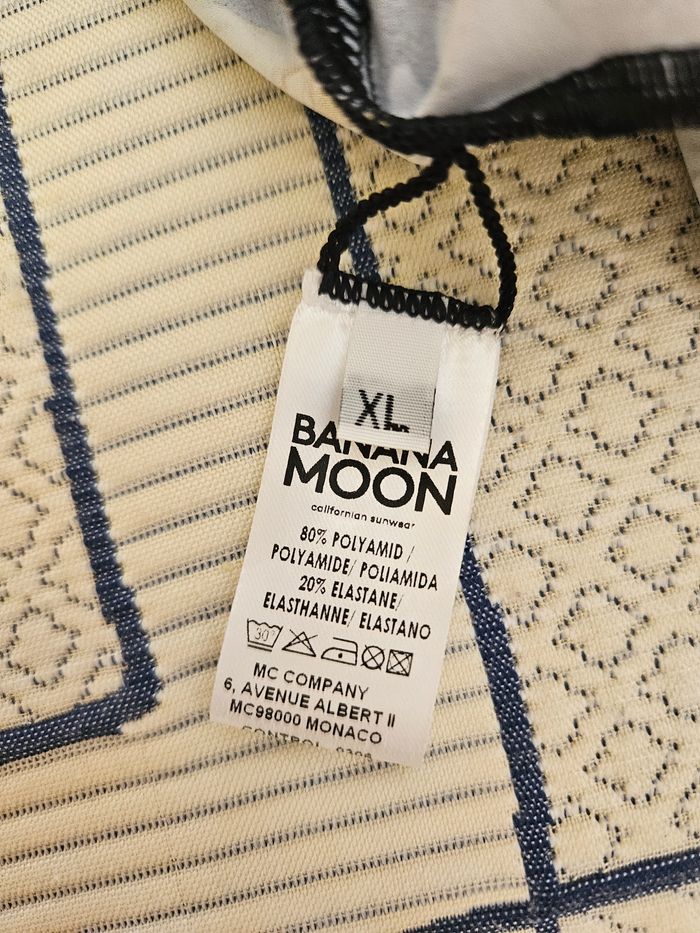 XL
BANANA
MOON
californian sunwear
80% POLYAMID /
POLYAMIDE/ POLIAMIDA
20% ELASTANE/
ELASTHANNE/ ELASTANO
30°
MC COMPANY
6, AVENUE ALBERT II
MC98000 MONACO
CONTROL